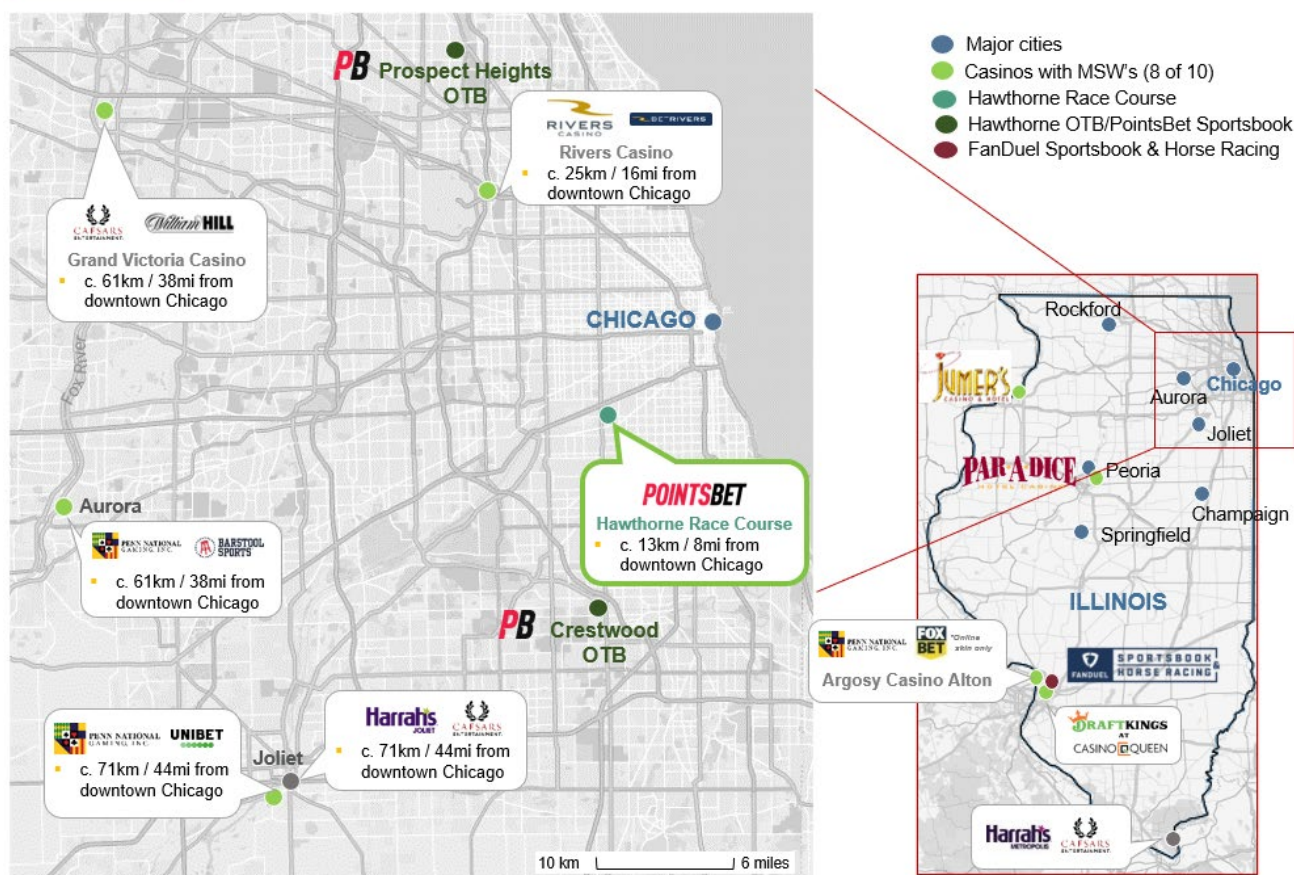 PB Prospect Heights
OTB
RIVERS
CASINO
BETRIVERS
Rivers Casino
c. 25km / 16mi from
downtown Chicago
CAESARS
ENTERTAINMENT.
William HILL
Grand Victoria Casino
c. 61km / 38mi from
downtown Chicago
CHICAGO
Fox River
POINTSBET
Hawthorne Race Course
c. 13km / 8mi from
downtown Chicago
Aurora
PENN NATIONAL
GAMING, INC.
BARSTOOL
SPORTS
c. 61km / 38mi from
downtown Chicago
PB Crestwood
OTB
PENN NATIONAL
GAMING, INC.
UNIBET
c. 71km / 44mi from
downtown Chicago
Joliet
Harrah's
JOLIET
CAESARS
ENTERTAINMENT.
c. 71km / 44mi from
downtown Chicago
10 km 6 miles
Major cities
Casinos with MSW's (8 of 10)
Hawthorne Race Course
Hawthorne OTB/PointsBet Sportsbook
FanDuel Sportsbook & Horse Racing
Rockford
JUMER'S
CASINO & HOTEL
Chicago
Aurora
Joliet
PAR-A-DICE
HOTEL CASINO
Peoria
Champaign
Springfield
ILLINOIS
PENN NATIONAL
GAMING, INC.
FOX
BET
*Online
skin only
Argosy Casino Alton
FANDUEL
SPORTSBOOK &
HORSE RACING
DRAFTKINGS
AT
CASINO QUEEN
Harrah's
METROPOLIS
CAESARS
ENTERTAINMENT.